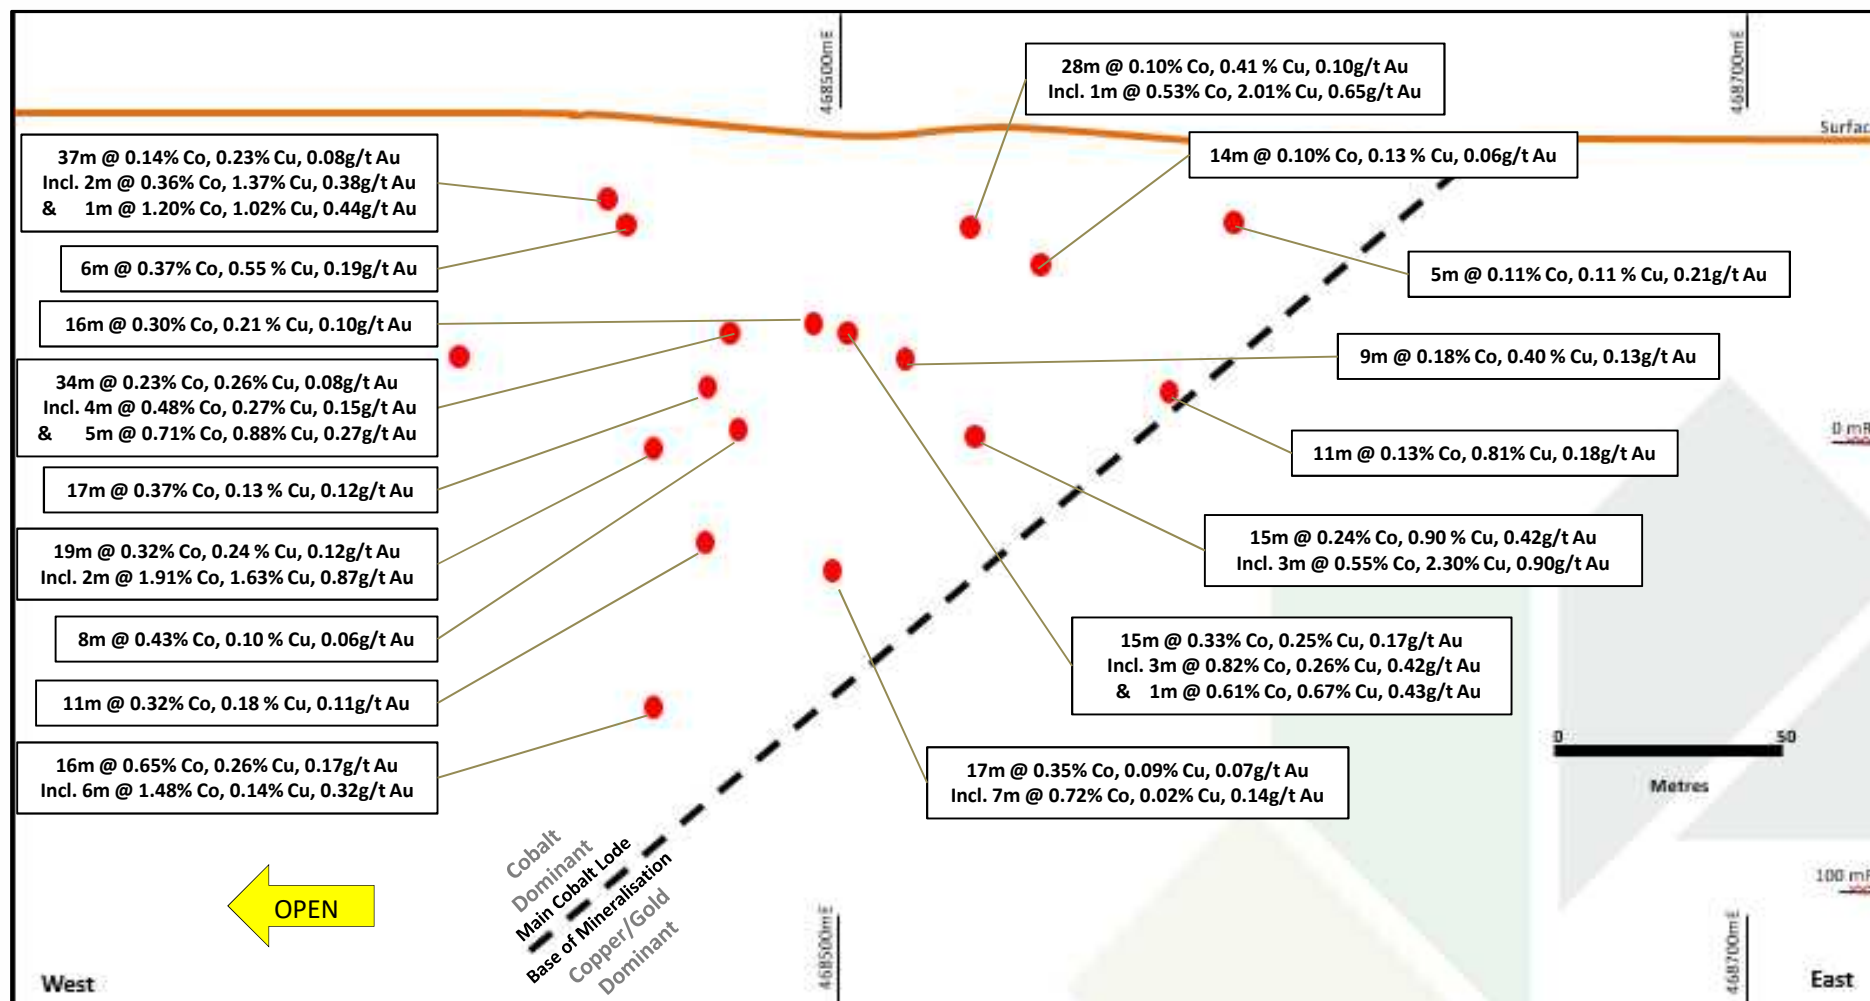 468500mE
468700mE
28m @ 0.10% Co, 0.41 % Cu, 0.10g/t Au
Incl. 1m @ 0.53% Co, 2.01% Cu, 0.65g/t Au
Surfac
37m @ 0.14% Co, 0.23% Cu, 0.08g/t Au
Incl. 2m @ 0.36% Co, 1.37% Cu, 0.38g/t Au
& 1m @ 1.20% Co, 1.02% Cu, 0.44g/t Au
14m @ 0.10% Co, 0.13 % Cu, 0.06g/t Au
6m @ 0.37% Co, 0.55 % Cu, 0.19g/t Au
5m @ 0.11% Co, 0.11 % Cu, 0.21g/t Au
16m @ 0.30% Co, 0.21 % Cu, 0.10g/t Au
9m @ 0.18% Co, 0.40 % Cu, 0.13g/t Au
34m @ 0.23% Co, 0.26% Cu, 0.08g/t Au
Incl. 4m @ 0.48% Co, 0.27% Cu, 0.15g/t Au
& 5m @ 0.71% Co, 0.88% Cu, 0.27g/t Au
0 mR
11m @ 0.13% Co, 0.81% Cu, 0.18g/t Au
17m @ 0.37% Co, 0.13 % Cu, 0.12g/t Au
15m @ 0.24% Co, 0.90 % Cu, 0.42g/t Au
Incl. 3m @ 0.55% Co, 2.30% Cu, 0.90g/t Au
19m @ 0.32% Co, 0.24 % Cu, 0.12g/t Au
Incl. 2m @ 1.91% Co, 1.63% Cu, 0.87g/t Au
8m @ 0.43% Co, 0.10 % Cu, 0.06g/t Au
15m @ 0.33% Co, 0.25% Cu, 0.17g/t Au
Incl. 3m @ 0.82% Co, 0.26% Cu, 0.42g/t Au
& 1m @ 0.61% Co, 0.67% Cu, 0.43g/t Au
11m @ 0.32% Co, 0.18 % Cu, 0.11g/t Au
0 50
Metres
16m @ 0.65% Co, 0.26% Cu, 0.17g/t Au
Incl. 6m @ 1.48% Co, 0.14% Cu, 0.32g/t Au
17m @ 0.35% Co, 0.09% Cu, 0.07g/t Au
Incl. 7m @ 0.72% Co, 0.02% Cu, 0.14g/t Au
Cobalt
Dominant
Main Cobalt Lode
Base of Mineralisation
Copper/Gold
Dominant
100 mR
OPEN
468500mE
468700mE
West
East